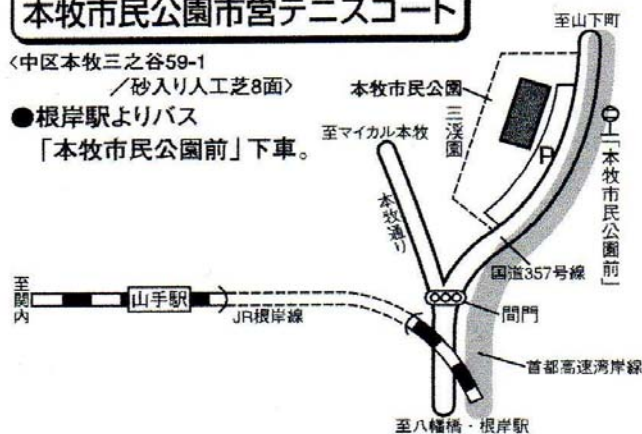 本牧市民公園市営テニスコート
〈中区本牧三之谷59-1
／砂入り人工芝8面〉
●根岸駅よりバス
「本牧市民公園前」下車。
至山下町
本牧市民公園
三渓園
P
「本牧市民公園前」
至マイカル本牧
本牧通り
国道357号線
至関内
山手駅
JR根岸線
間門
首都高速湾岸線
至八幡橋・根岸駅